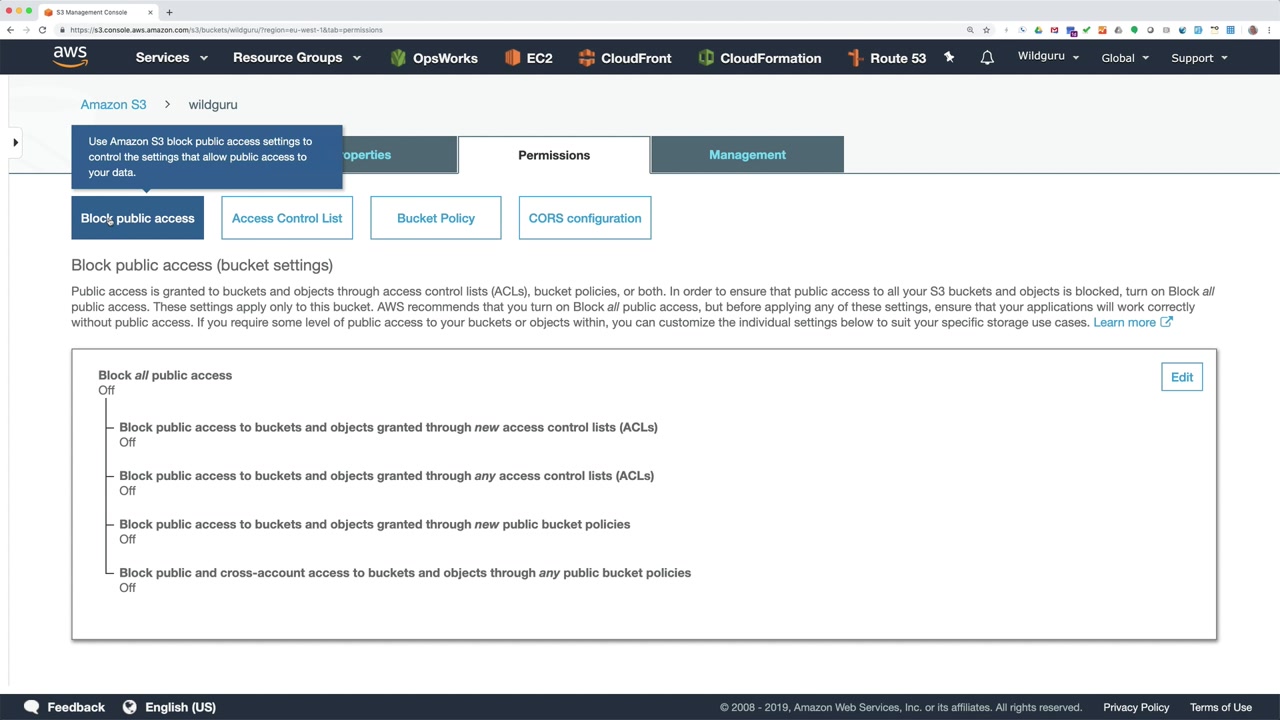 S3 Management Console
https://s3.console.aws.amazon.com/s3/buckets/wildguru/?region=eu-west-1&tab=permissions
aws
Services
Resource Groups
OpsWorks
EC2
CloudFront
CloudFormation
Route 53
Wildguru
Global
Support
Amazon S3 > wildguru
Use Amazon S3 block public access settings to
control the settings that allow public access to
your data.
operties
Permissions
Management
Block public access
Access Control List
Bucket Policy
CORS configuration
Block public access (bucket settings)
Public access is granted to buckets and objects through access control lists (ACLs), bucket policies, or both. In order to ensure that public access to all your S3 buckets and objects is blocked, turn on Block all
public access. These settings apply only to this bucket. AWS recommends that you turn on Block all public access, but before applying any of these settings, ensure that your applications will work correctly
without public access. If you require some level of public access to your buckets or objects within, you can customize the individual settings below to suit your specific storage use cases. Learn more
Block all public access
Edit
Off
Block public access to buckets and objects granted through new access control lists (ACLs)
Off
Block public access to buckets and objects granted through any access control lists (ACLs)
Off
Block public access to buckets and objects granted through new public bucket policies
Off
Block public and cross-account access to buckets and objects through any public bucket policies
Off
Feedback
English (US)
© 2008 - 2019, Amazon Web Services, Inc. or its affiliates. All rights reserved.
Privacy Policy
Terms of Use